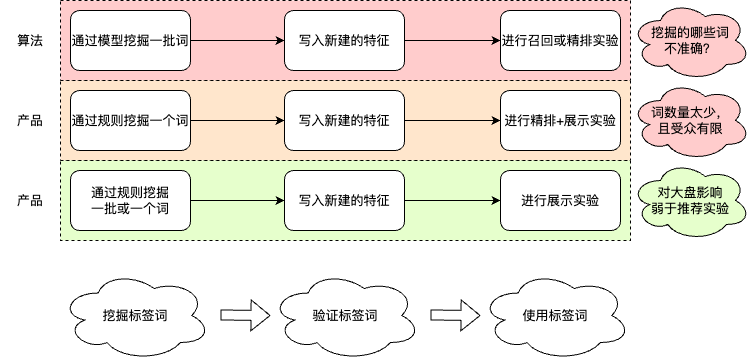 算法
通过模型挖掘一批词
写入新建的特征
进行召回或精排实验
挖掘的哪些词
不准确？
产品
通过规则挖掘一个词
写入新建的特征
进行精排+展示实验
词数量太少，
且受众有限
产品
通过规则挖掘
一批或一个词
写入新建的特征
进行展示实验
对大盘影响
弱于推荐实验
挖掘标签词
验证标签词
使用标签词